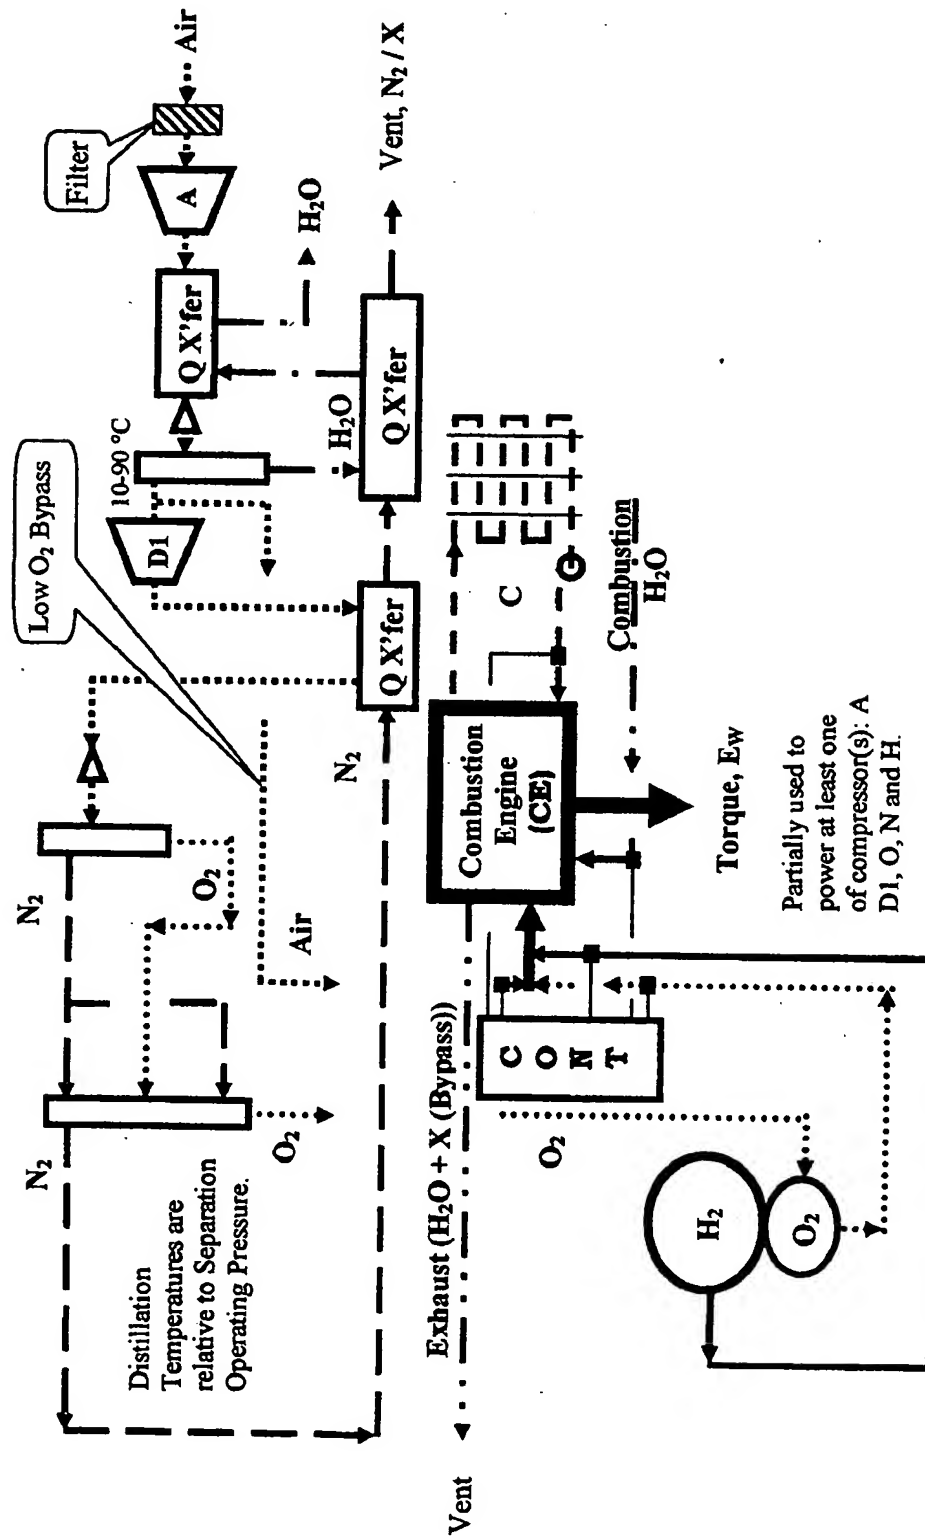 Air
Filter
A
Q X'fer
H₂O
Vent, N₂ / X
10-90 °C
H₂O
Q X'fer
Low O₂ Bypass
D1
Q X'fer
N₂
N₂
O₂
Air
N₂
O₂
Distillation
Temperatures are
relative to Separation
Operating Pressure.
C
Combustion
H₂O
Combustion
Engine
(CE)
Torque, Ew
Partially used to
power at least one
of compressor(s): A
D1, O, N and H.
Exhaust (H₂O + X (Bypass))
Vent
C
O
N
T
O₂
H₂
O₂